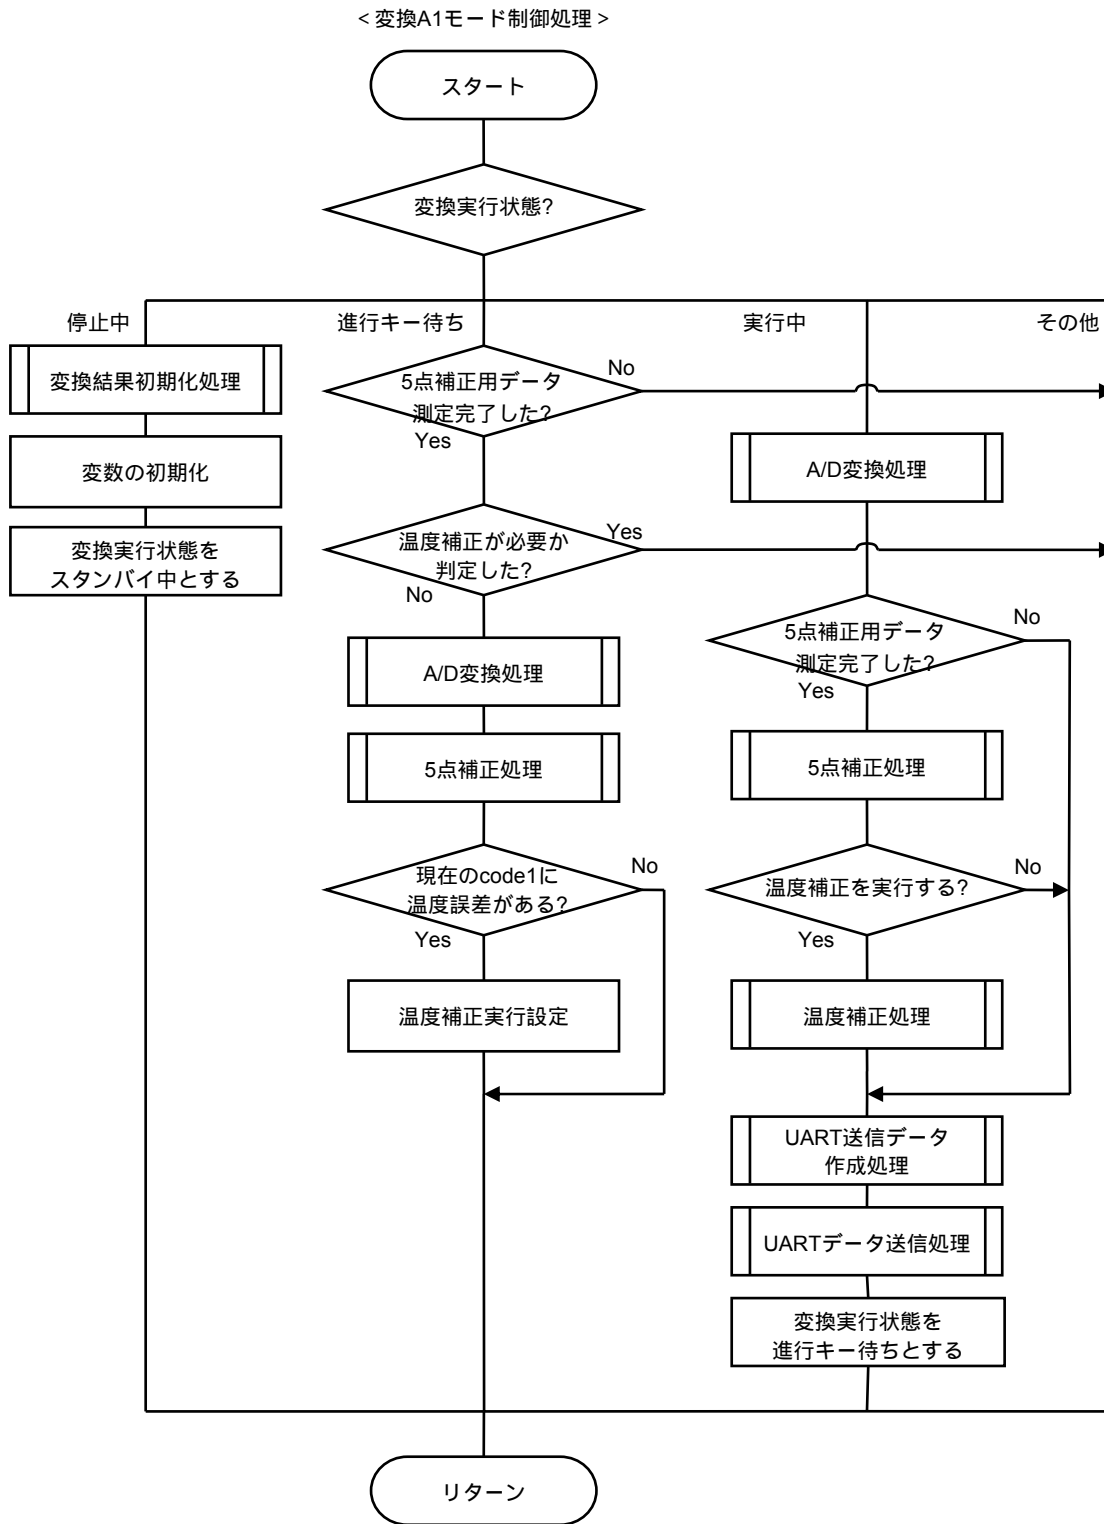 < 変換A1モード制御処理 >
スタート
変換実行状態?
停止中
変換結果初期化処理
変数の初期化
変換実行状態を
スタンバイ中とする
進行キー待ち
5点補正用データ
測定完了した?
No
Yes
温度補正が必要か
判定した?
Yes
No
A/D変換処理
5点補正処理
現在のcode1に
温度誤差がある?
No
Yes
温度補正実行設定
実行中
A/D変換処理
5点補正用データ
測定完了した?
No
Yes
5点補正処理
温度補正を実行する?
No
Yes
温度補正処理
UART送信データ
作成処理
UARTデータ送信処理
変換実行状態を
進行キー待ちとする
その他
リターン